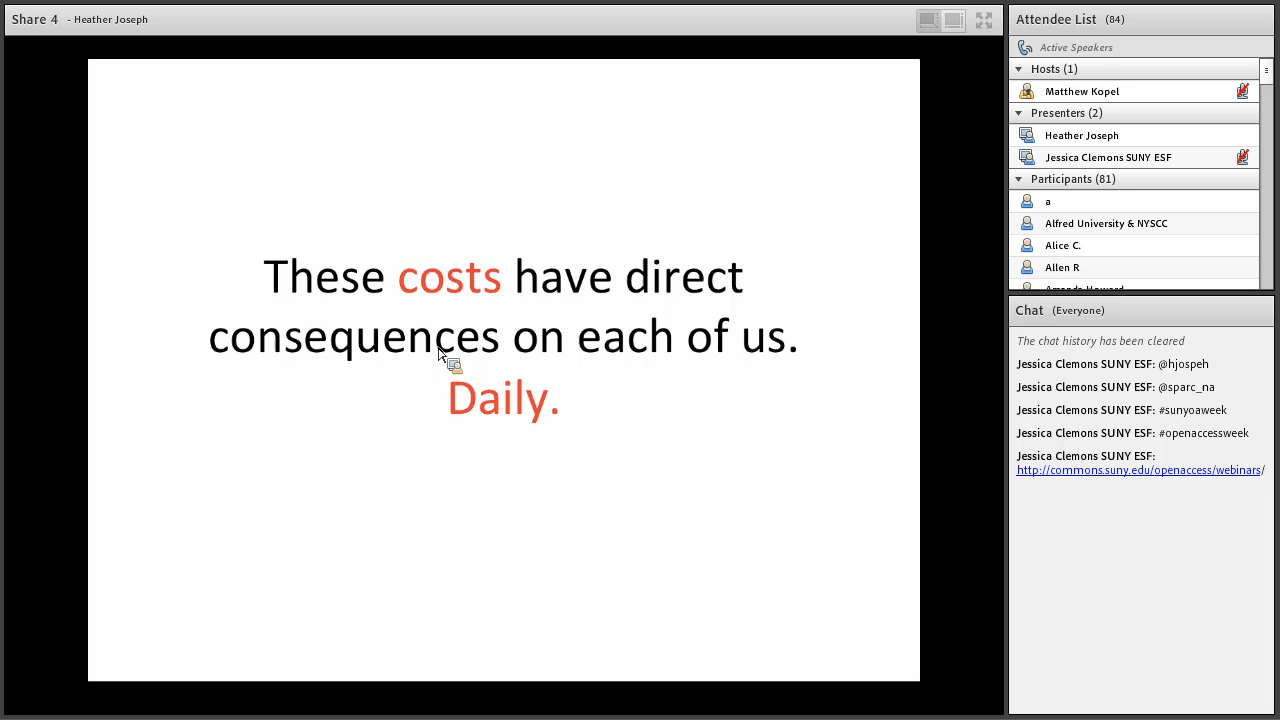 Share 4 - Heather Joseph
These costs have direct
consequences on each of us.
Daily.
Attendee List (84)
Active Speakers
Hosts (1)
Matthew Kopel
Presenters (2)
Heather Joseph
Jessica Clemons SUNY ESF
Participants (81)
a
Alfred University & NYSCC
Alice C.
Allen R
Chat (Everyone)
The chat history has been cleared
Jessica Clemons SUNY ESF: @hjospeh
Jessica Clemons SUNY ESF: @sparc_na
Jessica Clemons SUNY ESF: #sunyoaweek
Jessica Clemons SUNY ESF: #openaccessweek
Jessica Clemons SUNY ESF:
http://commons.suny.edu/openaccess/webinars/